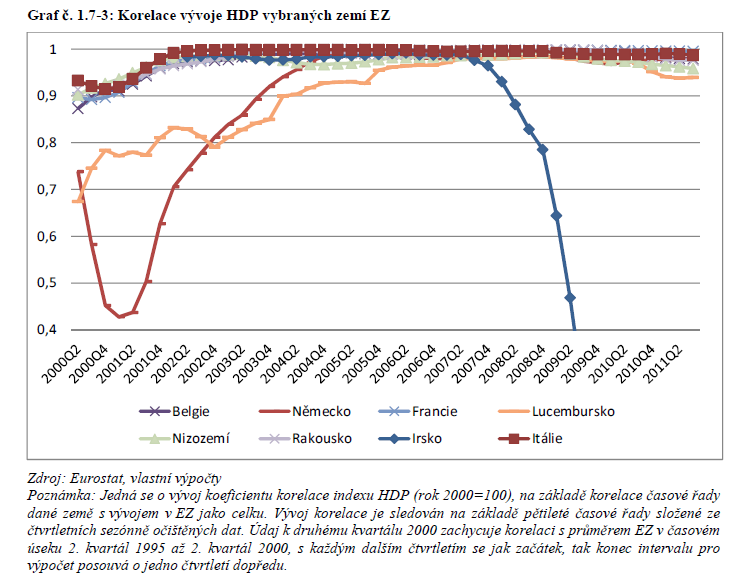 Graf č. 1.7-3: Korelace vývoje HDP vybraných zemí EZ
1
0,9
0,8
0,7
0,6
0,5
0,4
2000Q2
2000Q4
2001Q2
2001Q4
2002Q2
2002Q4
2003Q2
2003Q4
2004Q2
2004Q4
2005Q2
2005Q4
2006Q2
2006Q4
2007Q2
2007Q4
2008Q2
2008Q4
2009Q2
2009Q4
2010Q2
2010Q4
2011Q2
Belgie Německo Francie Lucembursko
Nizozemí Rakousko Irsko Itálie
Zdroj: Eurostat, vlastní výpočty
Poznámka: Jedná se o vývoj koeficientu korelace indexu HDP (rok 2000=100), na základě korelace časové řady
dané země s vývojem v EZ jako celku. Vývoj korelace je sledován na základě pětileté časové řady složené ze
čtvrtletních sezónně očištěných dat. Údaj k druhému kvartálu 2000 zachycuje korelaci s průměrem EZ v časovém
úseku 2. kvartál 1995 až 2. kvartál 2000, s každým dalším čtvrtletím se jak začátek, tak konec intervalu pro
výpočet posouvá o jedno čtvrtletí dopředu.